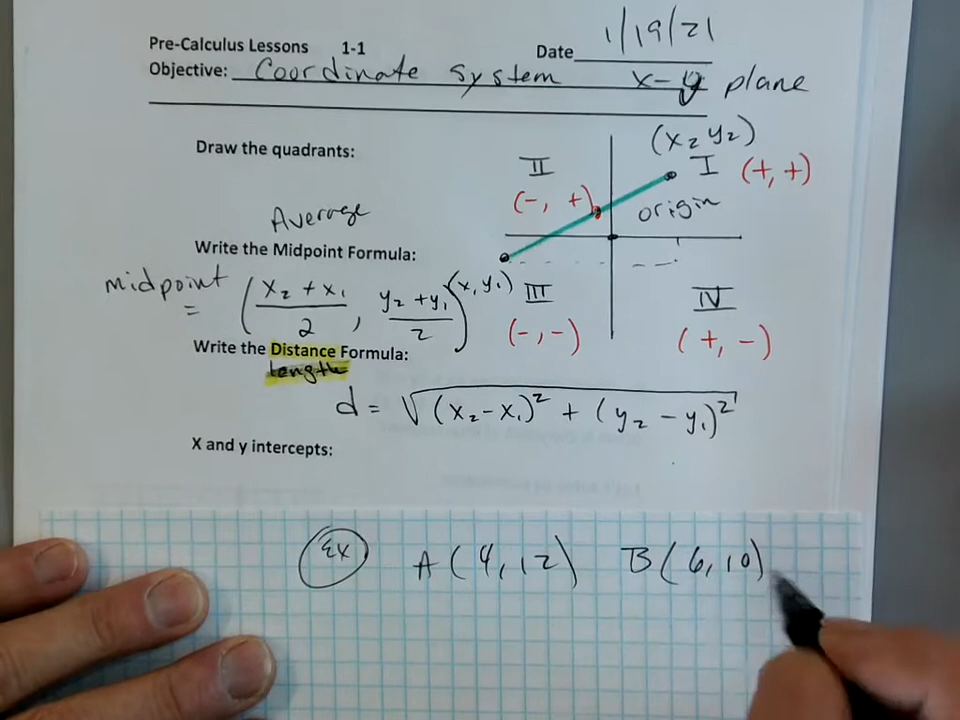 Pre-Calculus Lessons 1-1 Date 1/19/21
Objective: Coordinate system x-y plane
Draw the quadrants:
(x₂ y₂)
II I (+, +)
(-, +) origin
Average
Write the Midpoint Formula:
midpoint = (x₂ + x₁ / 2 , y₂ + y₁ / 2)
(x, y₁) III IV
(-, -) (+, -)
Write the Distance Formula:
length
d = √(x₂ - x₁)² + (y₂ - y₁)²
X and y intercepts:
Ex A(4, 12) B(6, 10)